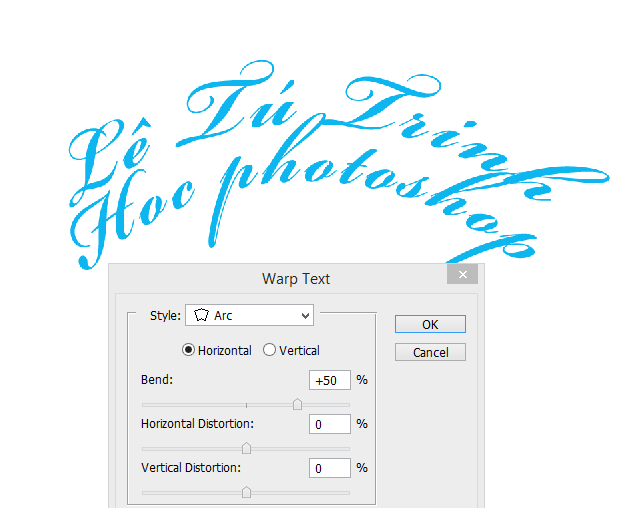 Lê Tú Trinh
Hoc photoshop
Warp Text
Style: Arc
Horizontal Vertical
OK
Cancel
Bend: +50 %
Horizontal Distortion: 0 %
Vertical Distortion: 0 %